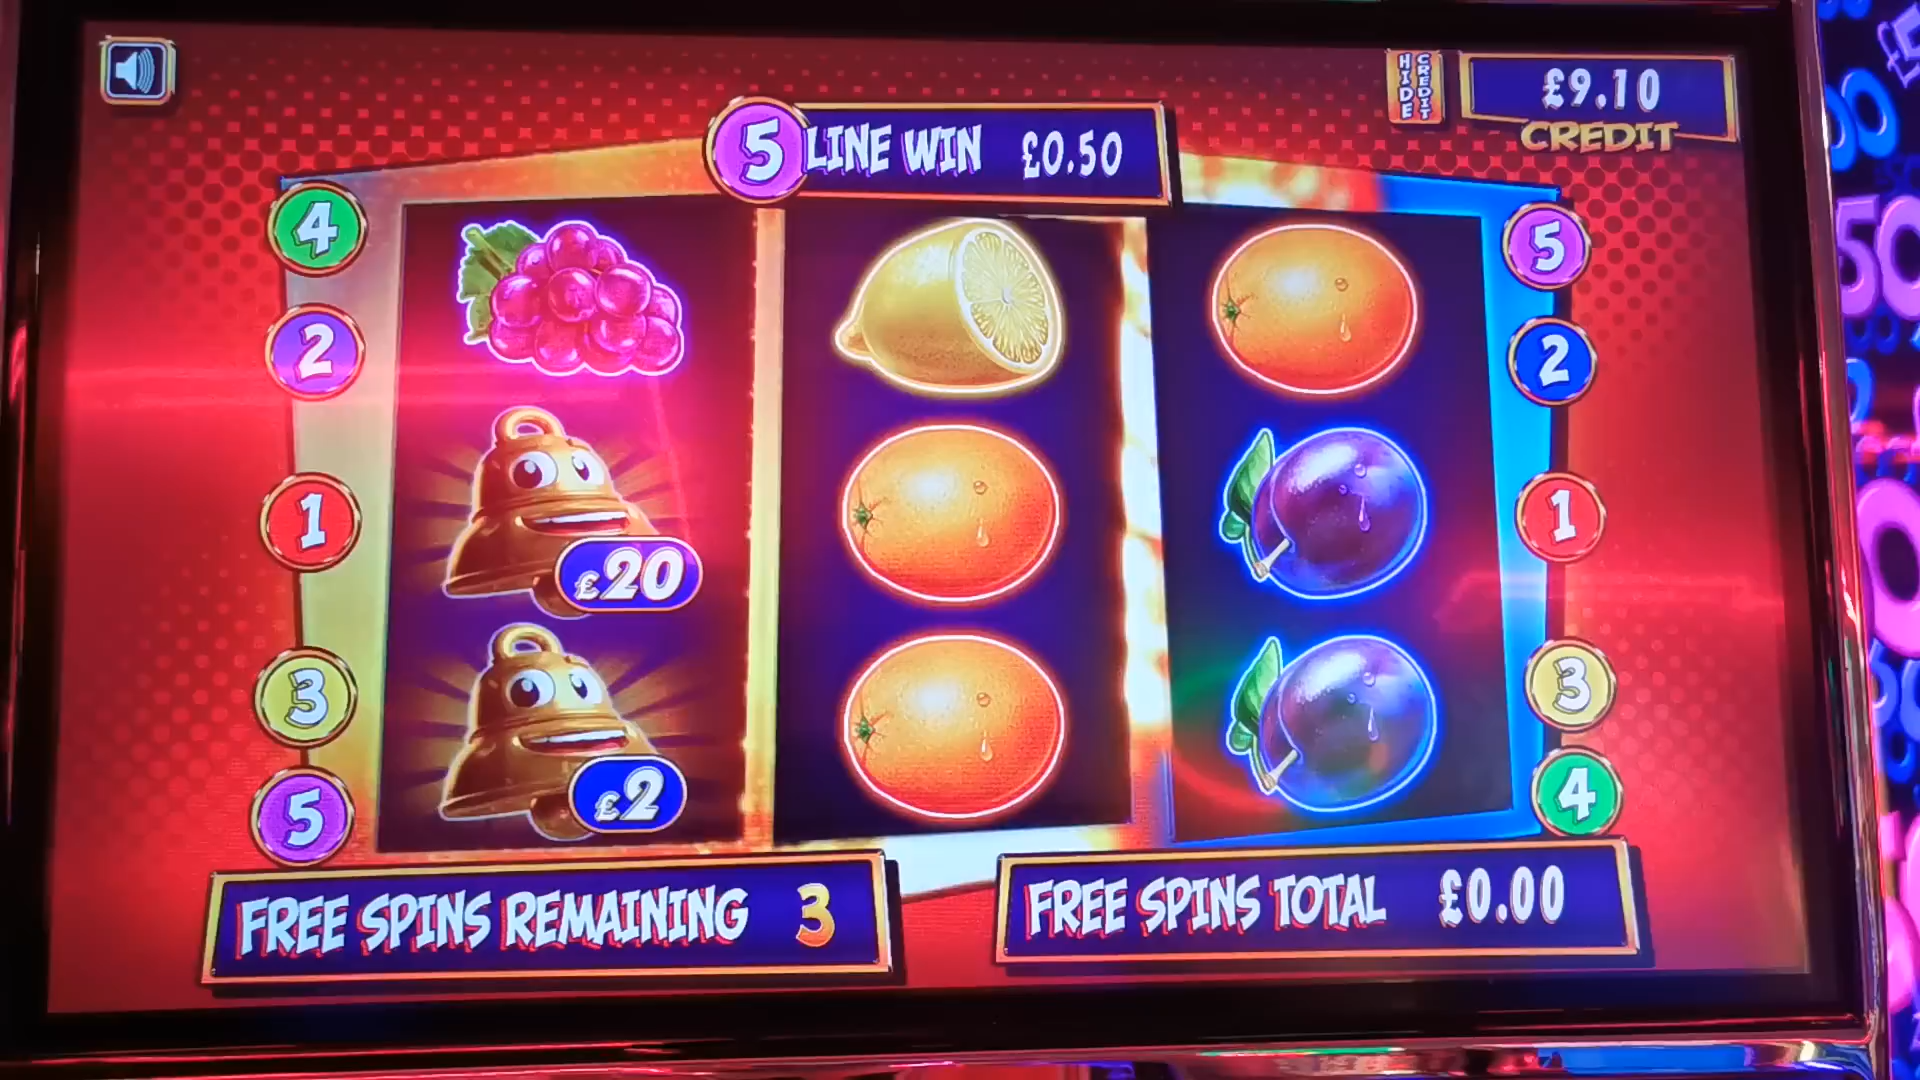 HIDE CREDIT
£9.10
CREDIT
5 LINE WIN £0.50
4
5
2
2
1
£20
1
3
£2
3
5
4
FREE SPINS REMAINING 3
FREE SPINS TOTAL £0.00